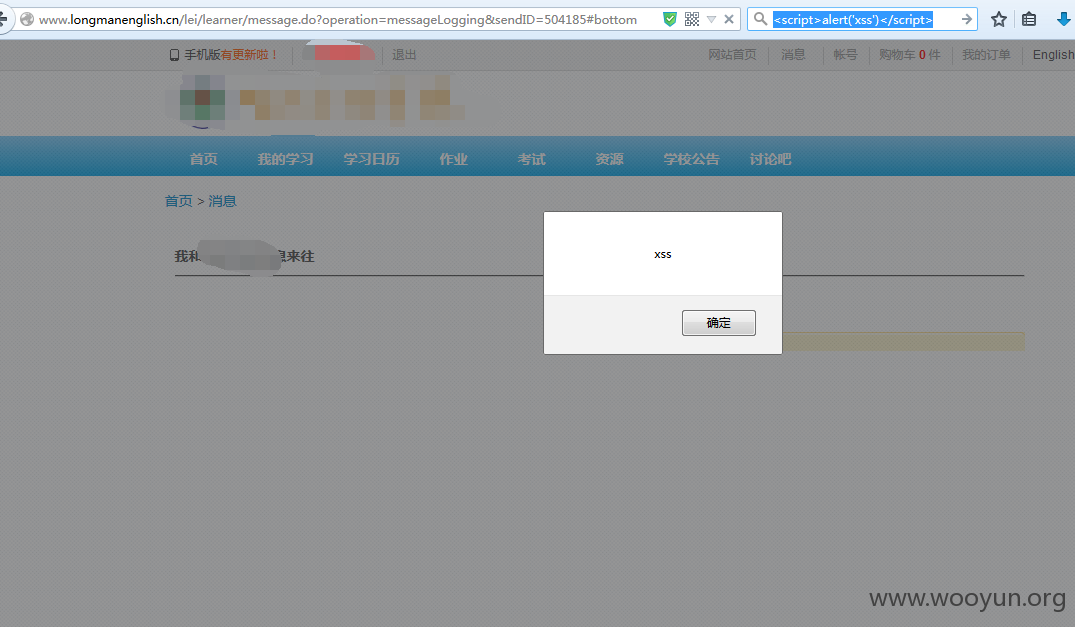 www.longmanenglish.cn/lei/learner/message.do?operation=messageLogging&sendID=504185#bottom <script>alert('xss')</script>
手机版有更新啦！ 退出 网站首页 消息 帐号 购物车 0 件 我的订单 English
首页 我的学习 学习日历 作业 考试 资源 学校公告 讨论吧
首页 > 消息
我和 息来往
xss
确定
www.wooyun.org